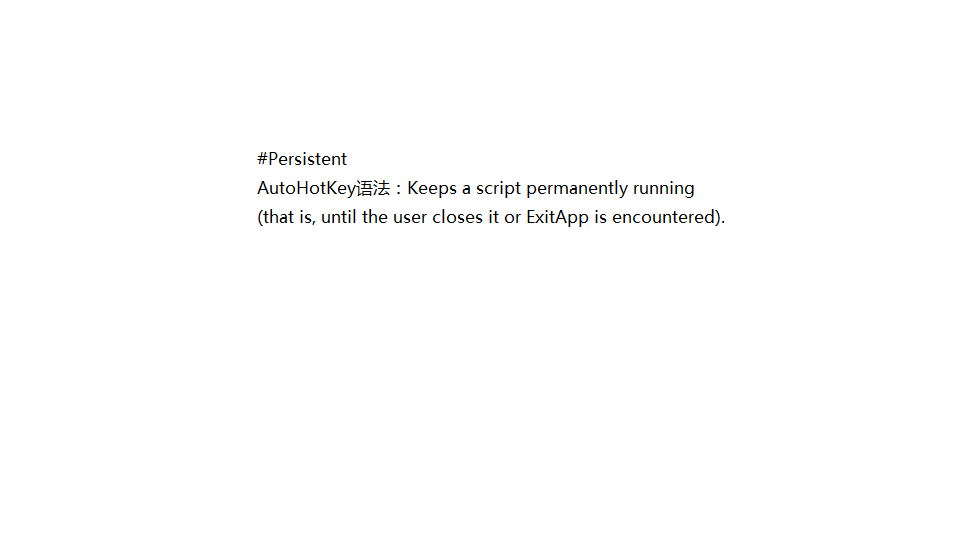 #Persistent
AutoHotKey语法：Keeps a script permanently running
(that is, until the user closes it or ExitApp is encountered).